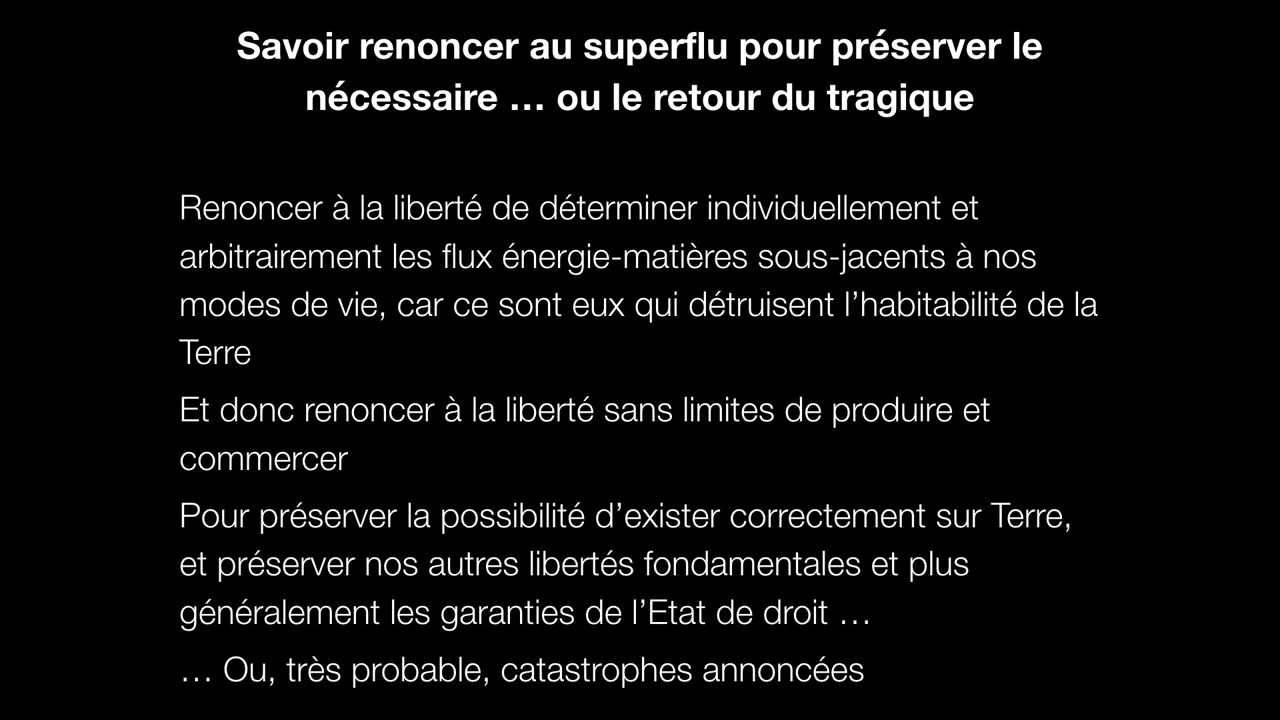 Savoir renoncer au superflu pour préserver le
nécessaire … ou le retour du tragique
Renoncer à la liberté de déterminer individuellement et
arbitrairement les flux énergie-matières sous-jacents à nos
modes de vie, car ce sont eux qui détruisent l’habitabilité de la
Terre
Et donc renoncer à la liberté sans limites de produire et
commercer
Pour préserver la possibilité d’exister correctement sur Terre,
et préserver nos autres libertés fondamentales et plus
généralement les garanties de l’Etat de droit …
… Ou, très probable, catastrophes annoncées